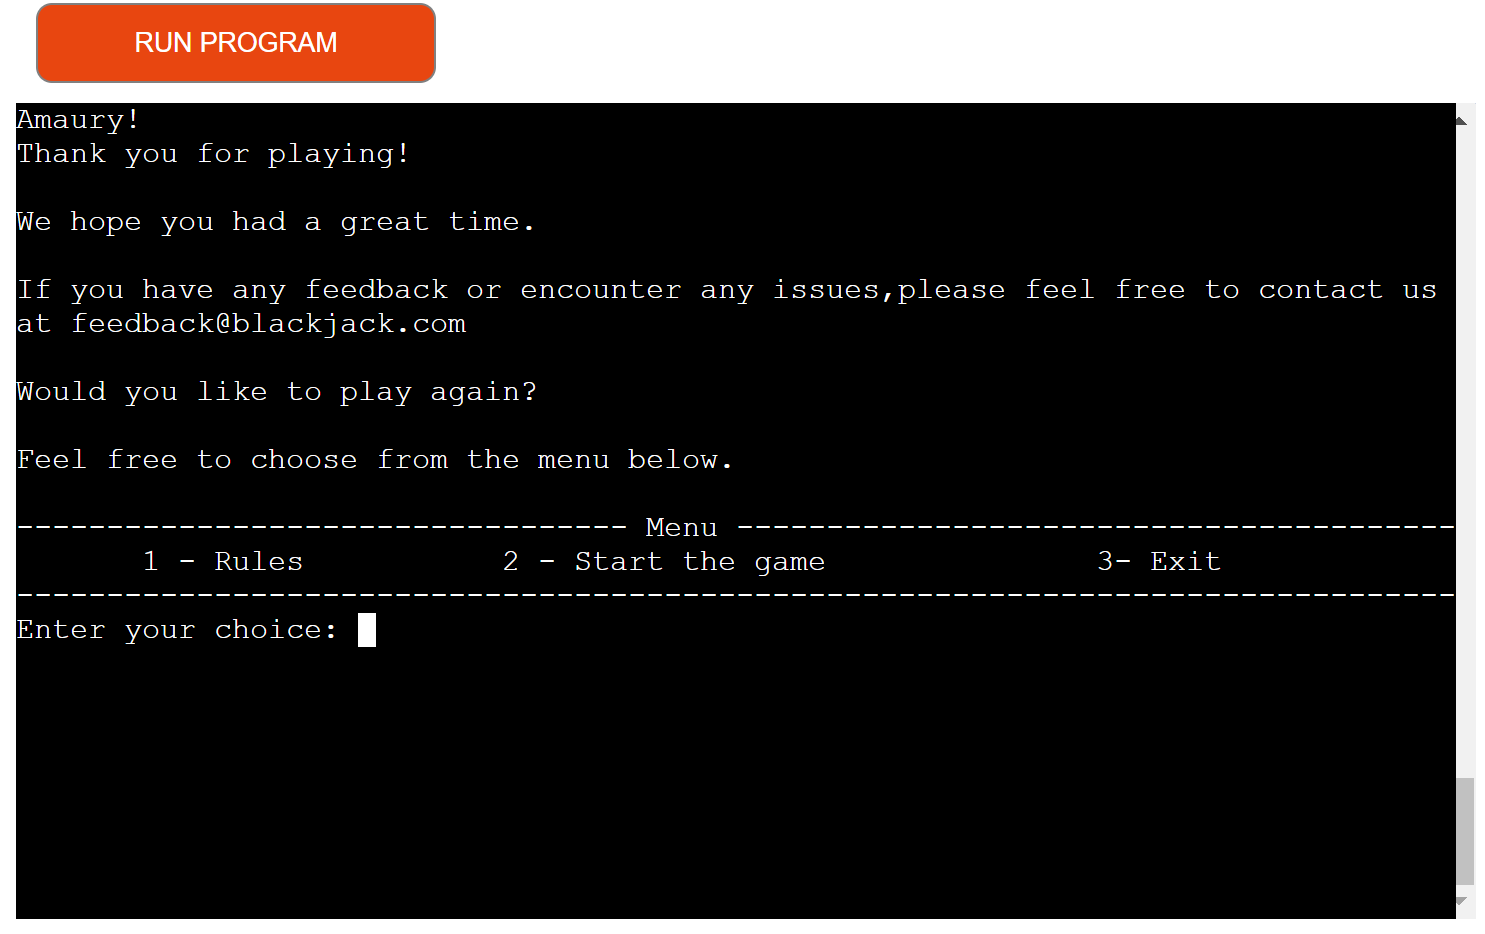 RUN PROGRAM
Amaury!
Thank you for playing!
We hope you had a great time.
If you have any feedback or encounter any issues,please feel free to contact us
at feedback@blackjack.com
Would you like to play again?
Feel free to choose from the menu below.
---------------------------------- Menu ----------------------------------------
1 - Rules 2 - Start the game 3- Exit
--------------------------------------------------------------------------------
Enter your choice: